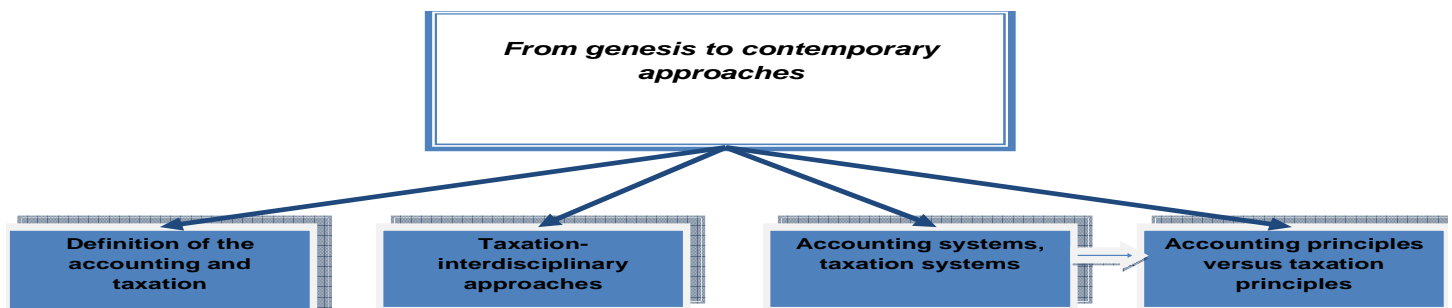 From genesis to contemporary
approaches
Definition of the
accounting and
taxation
Taxation-
interdisciplinary
approaches
Accounting systems,
taxation systems
Accounting principles
versus taxation
principles